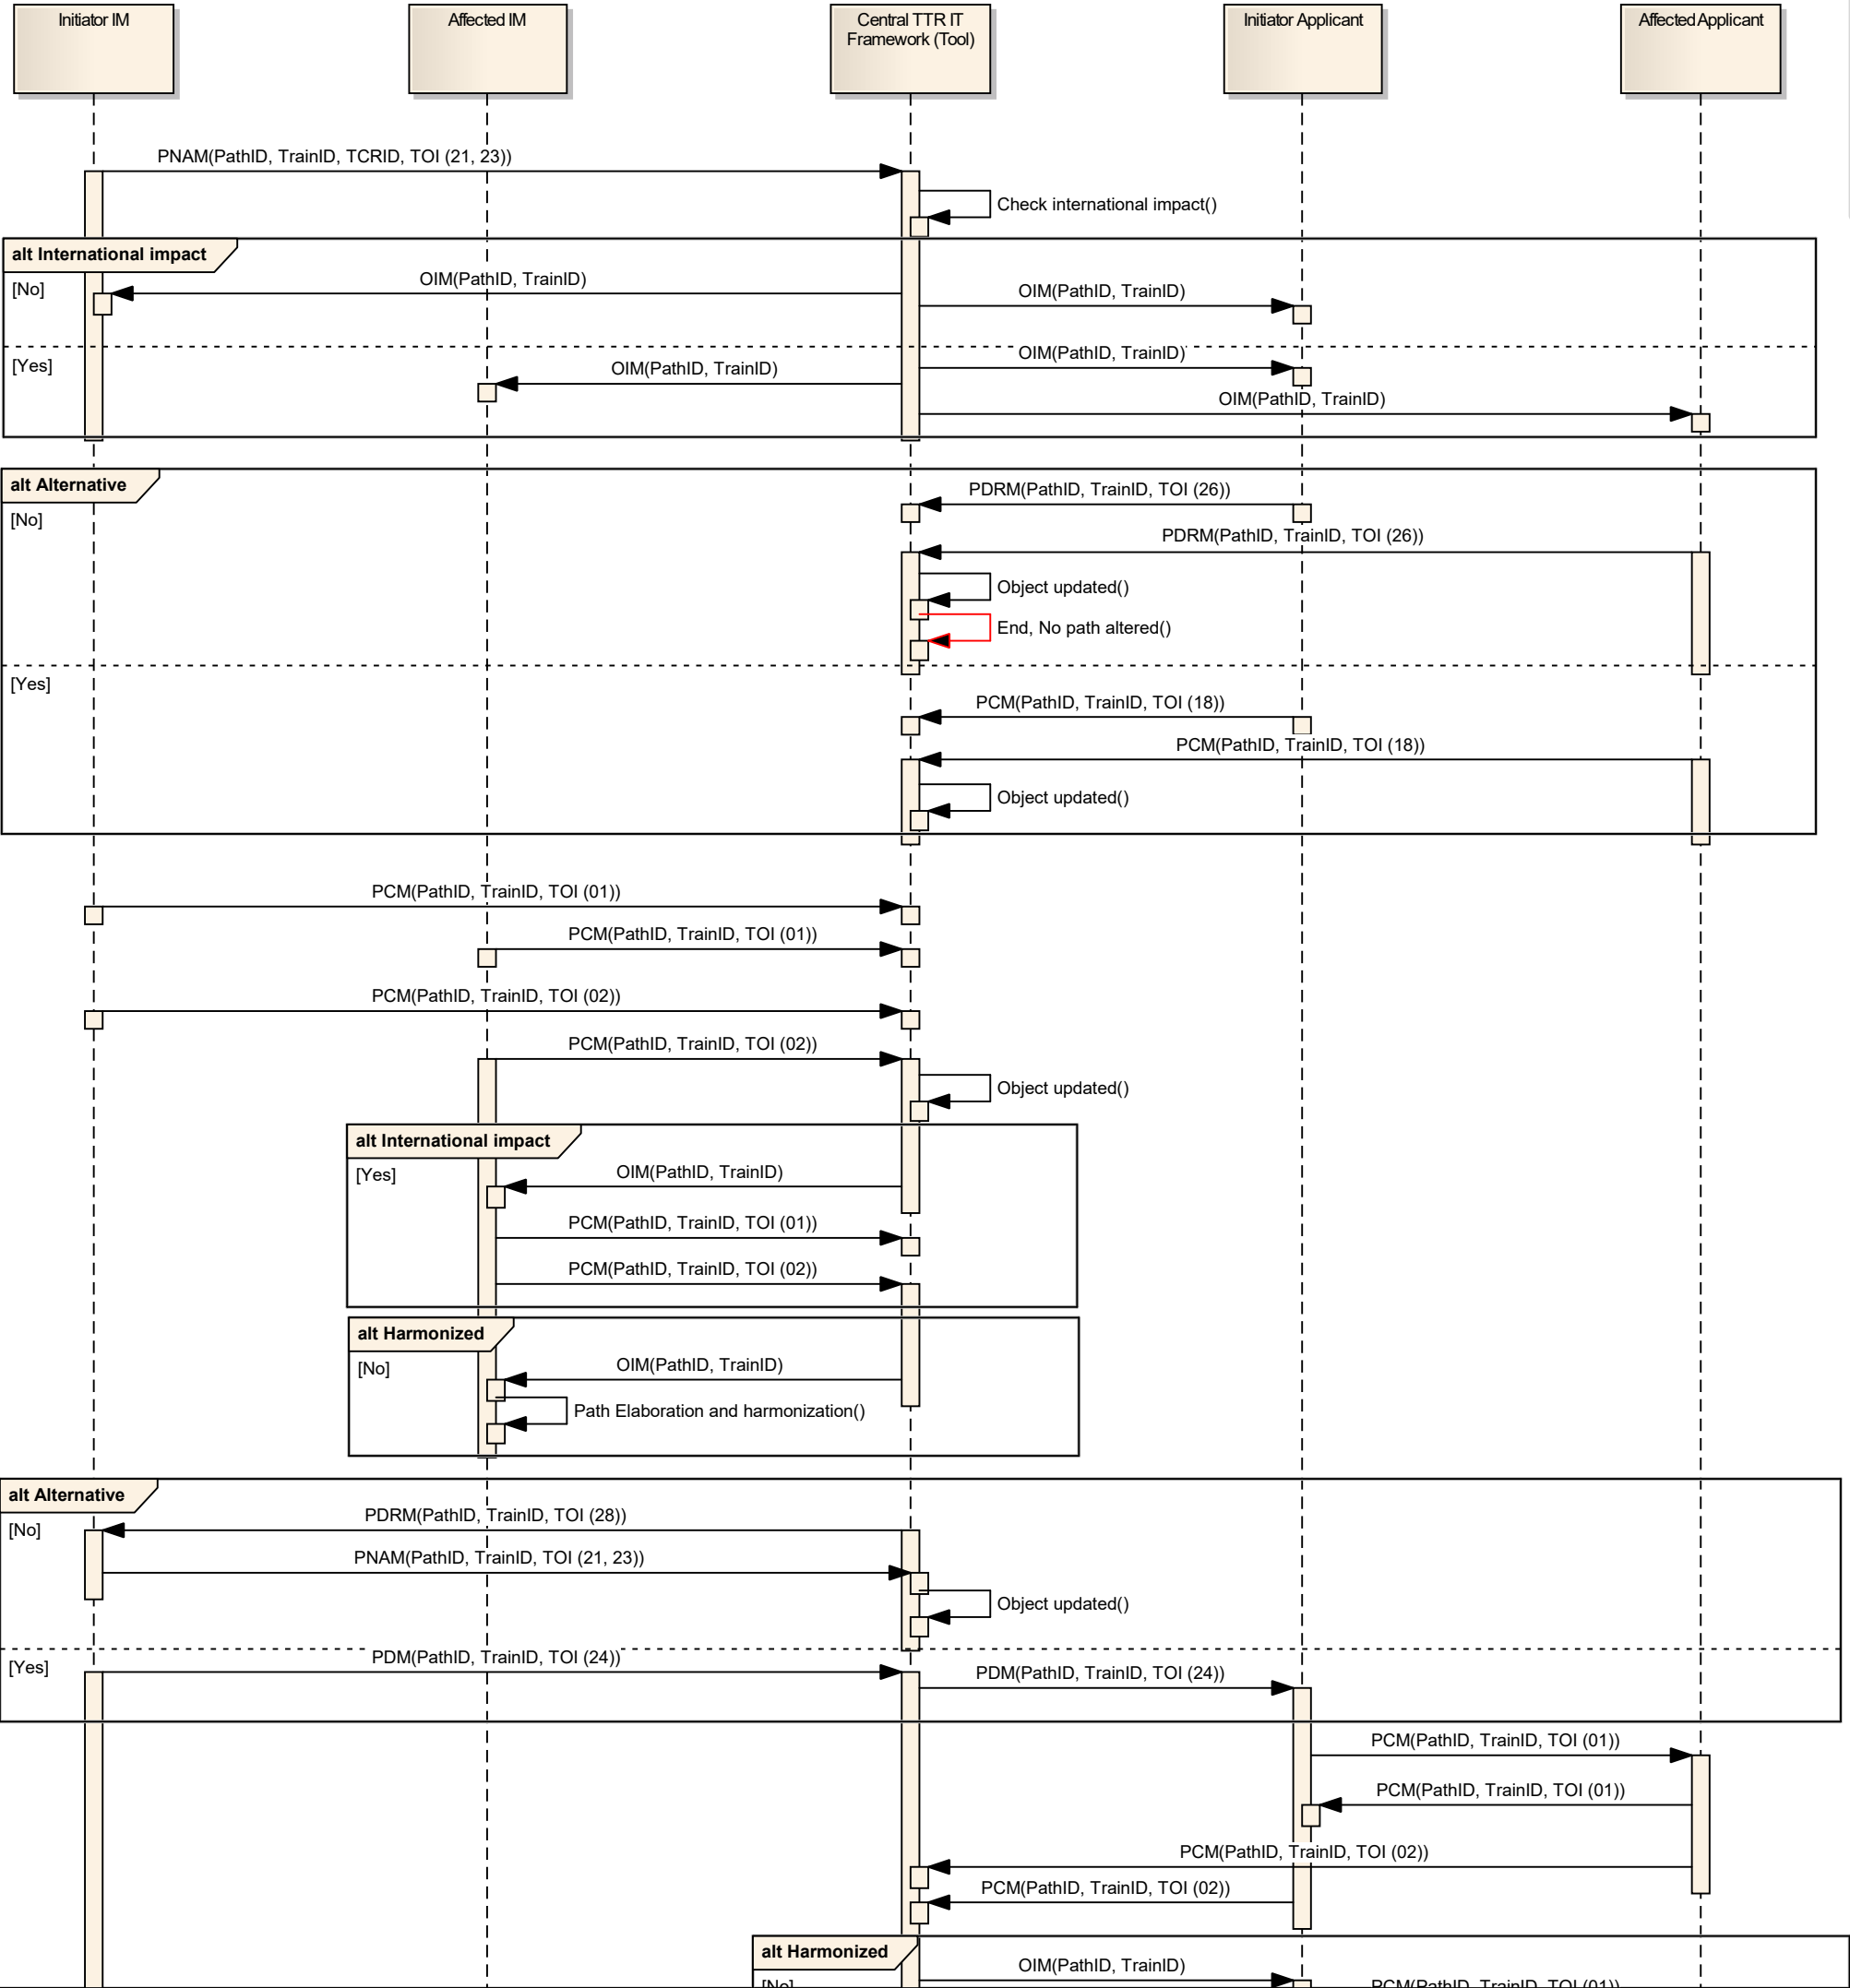 Initiator IM
Affected IM
Central TTR IT
Framework (Tool)
Initiator Applicant
Affected Applicant
PNAM(PathID, TrainID, TCRID, TOI (21, 23))
Check international impact()
alt International impact
[No]
OIM(PathID, TrainID)
OIM(PathID, TrainID)
[Yes]
OIM(PathID, TrainID)
OIM(PathID, TrainID)
OIM(PathID, TrainID)
alt Alternative
[No]
PDRM(PathID, TrainID, TOI (26))
PDRM(PathID, TrainID, TOI (26))
Object updated()
End, No path altered()
[Yes]
PCM(PathID, TrainID, TOI (18))
PCM(PathID, TrainID, TOI (18))
Object updated()
PCM(PathID, TrainID, TOI (01))
PCM(PathID, TrainID, TOI (01))
PCM(PathID, TrainID, TOI (02))
PCM(PathID, TrainID, TOI (02))
Object updated()
alt International impact
[Yes]
OIM(PathID, TrainID)
PCM(PathID, TrainID, TOI (01))
PCM(PathID, TrainID, TOI (02))
alt Harmonized
[No]
OIM(PathID, TrainID)
Path Elaboration and harmonization()
alt Alternative
[No]
PDRM(PathID, TrainID, TOI (28))
PNAM(PathID, TrainID, TOI (21, 23))
Object updated()
[Yes]
PDM(PathID, TrainID, TOI (24))
PDM(PathID, TrainID, TOI (24))
PCM(PathID, TrainID, TOI (01))
PCM(PathID, TrainID, TOI (01))
PCM(PathID, TrainID, TOI (02))
PCM(PathID, TrainID, TOI (02))
alt Harmonized
[No]
OIM(PathID, TrainID)
PCM(PathID, TrainID, TOI (01))